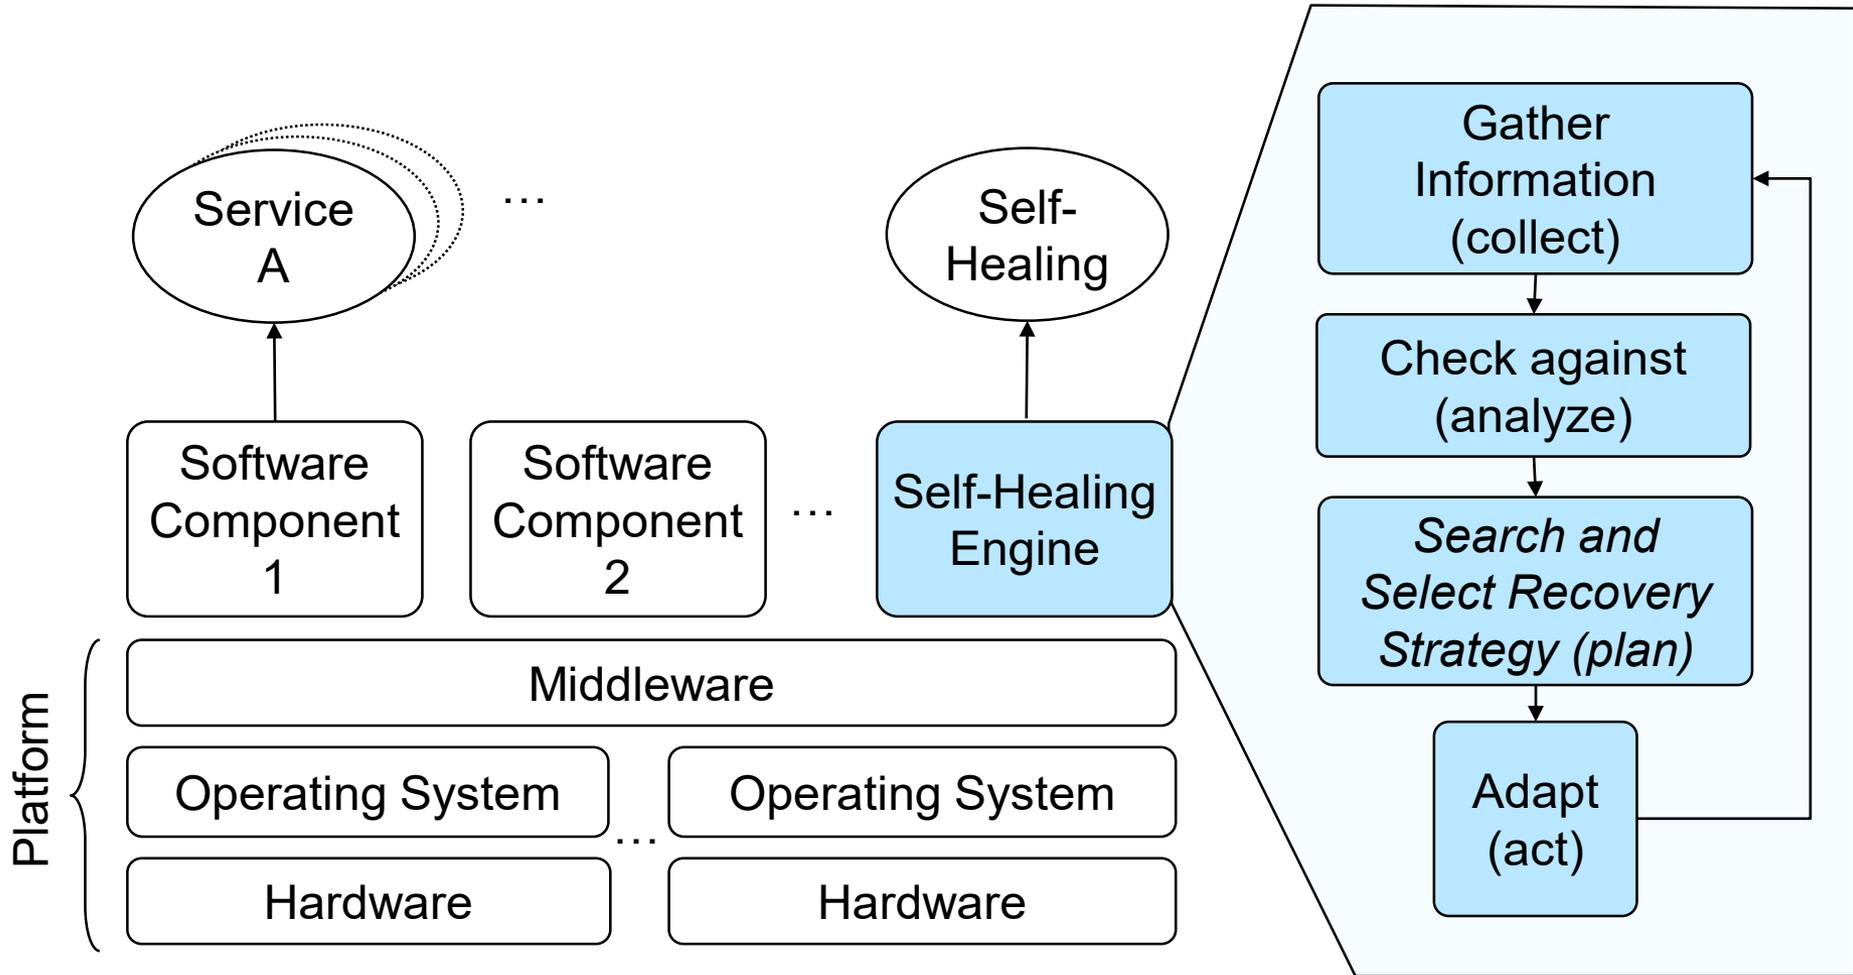 Service
A
…
Self-
Healing
Software
Component
1
Software
Component
2
…
Self-Healing
Engine
Platform
Middleware
Operating System
Operating System
…
Hardware
Hardware
Gather
Information
(collect)
Check against
(analyze)
Search and
Select Recovery
Strategy (plan)
Adapt
(act)